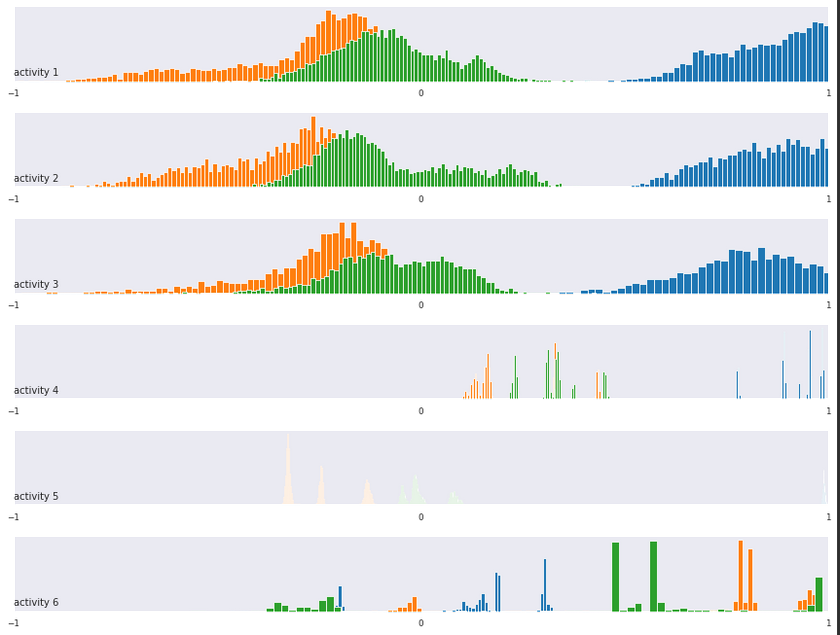 activity 1
−1 0 1
activity 2
−1 0 1
activity 3
−1 0 1
activity 4
−1 0 1
activity 5
−1 0 1
activity 6
−1 0 1